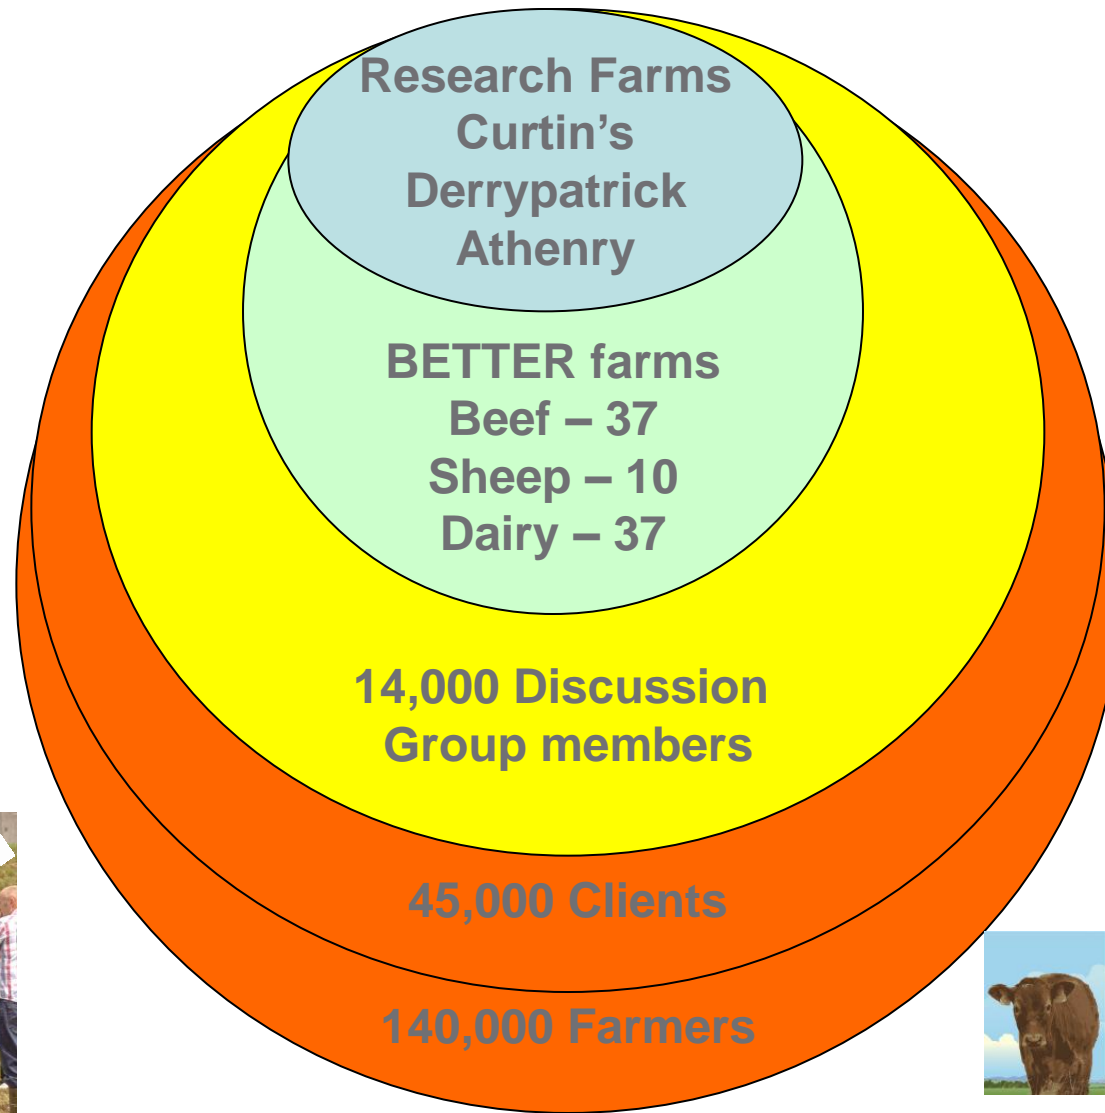 Research Farms
Curtin’s
Derrypatrick
Athenry
BETTER farms
Beef – 37
Sheep – 10
Dairy – 37
14,000 Discussion
Group members
45,000 Clients
140,000 Farmers